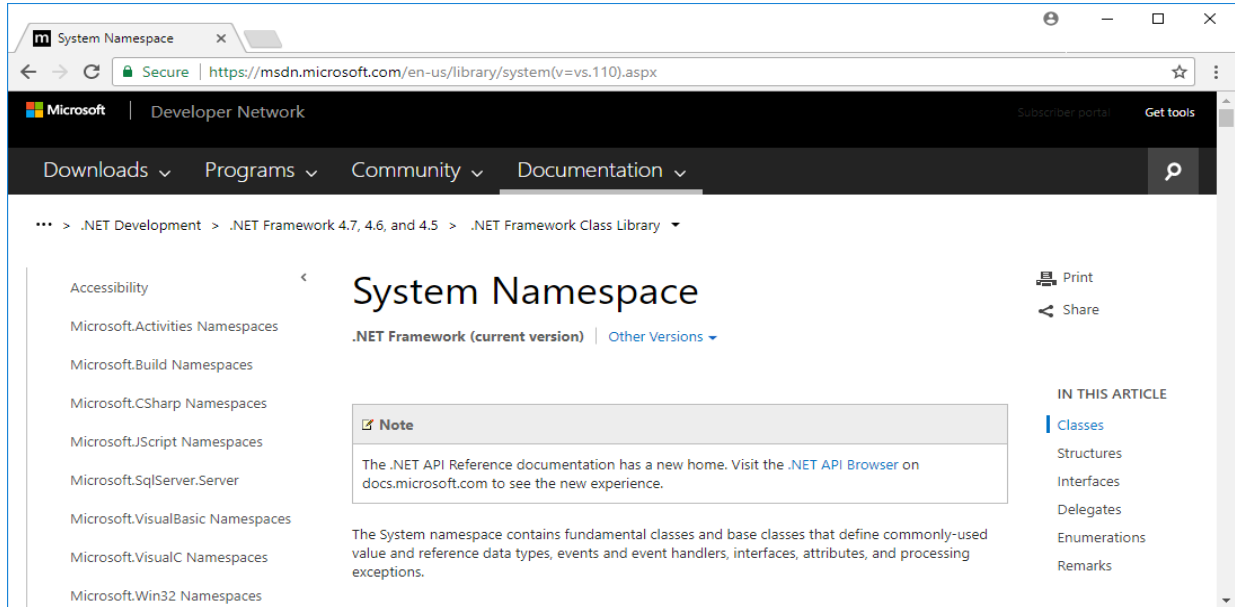 System Namespace
Secure | https://msdn.microsoft.com/en-us/library/system(v=vs.110).aspx
Microsoft | Developer Network
Subscriber portal
Get tools
Downloads
Programs
Community
Documentation
••• > .NET Development > .NET Framework 4.7, 4.6, and 4.5 > .NET Framework Class Library
Accessibility
Microsoft.Activities Namespaces
Microsoft.Build Namespaces
Microsoft.CSharp Namespaces
Microsoft.JScript Namespaces
Microsoft.SqlServer.Server
Microsoft.VisualBasic Namespaces
Microsoft.VisualC Namespaces
Microsoft.Win32 Namespaces
System Namespace
.NET Framework (current version) | Other Versions
Note
The .NET API Reference documentation has a new home. Visit the .NET API Browser on
docs.microsoft.com to see the new experience.
The System namespace contains fundamental classes and base classes that define commonly-used
value and reference data types, events and event handlers, interfaces, attributes, and processing
exceptions.
Print
Share
IN THIS ARTICLE
Classes
Structures
Interfaces
Delegates
Enumerations
Remarks